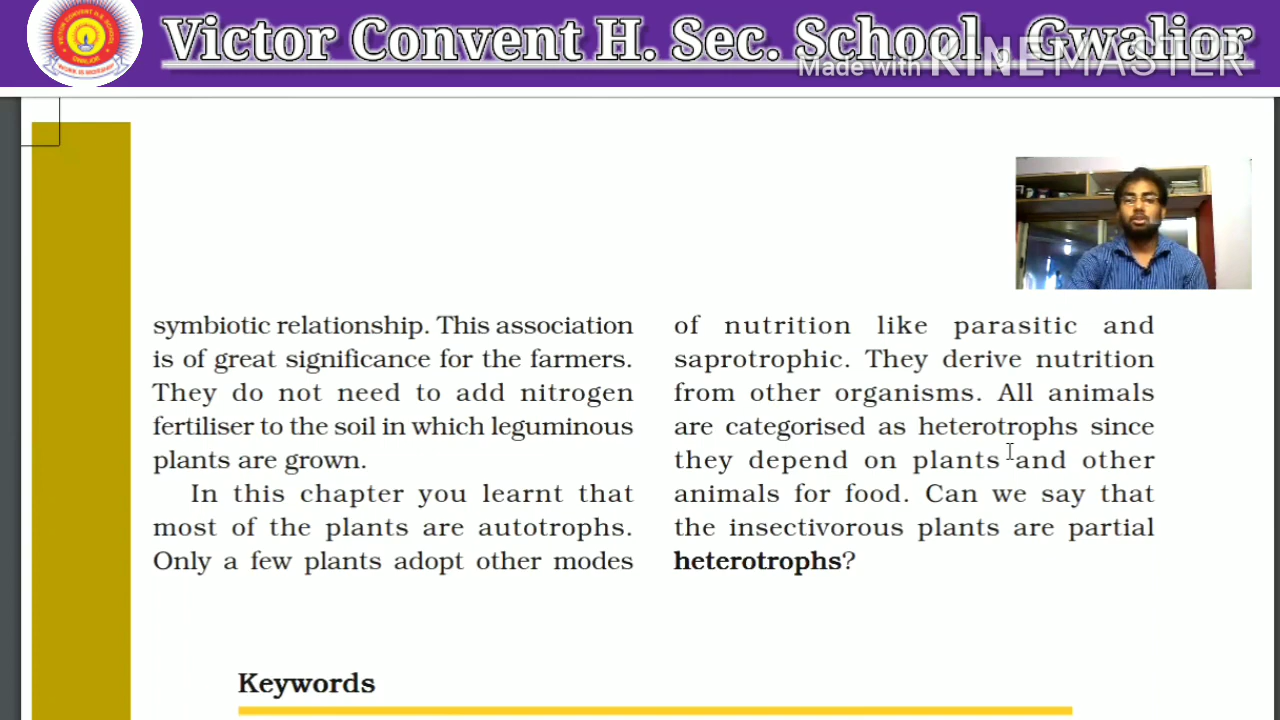 Victor Convent H. Sec. School, Gwalior
Made with KINEMASTER
symbiotic relationship. This association
is of great significance for the farmers.
They do not need to add nitrogen
fertiliser to the soil in which leguminous
plants are grown.
In this chapter you learnt that
most of the plants are autotrophs.
Only a few plants adopt other modes
of nutrition like parasitic and
saprotrophic. They derive nutrition
from other organisms. All animals
are categorised as heterotrophs since
they depend on plants and other
animals for food. Can we say that
the insectivorous plants are partial
heterotrophs?
Keywords